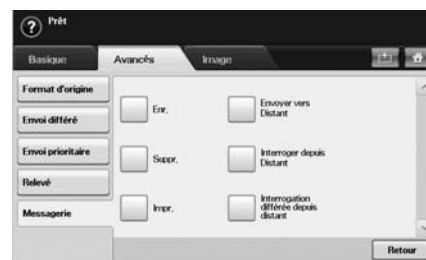 ? Prêt
Basique Avancés Image
Format d'origine
Envoi différé
Envoi prioritaire
Relevé
Messagerie
Enr.
Envoyer vers
Distant
Suppr.
Interroger depuis
Distant
Impr.
Interrogation
différée depuis
distant
Retour